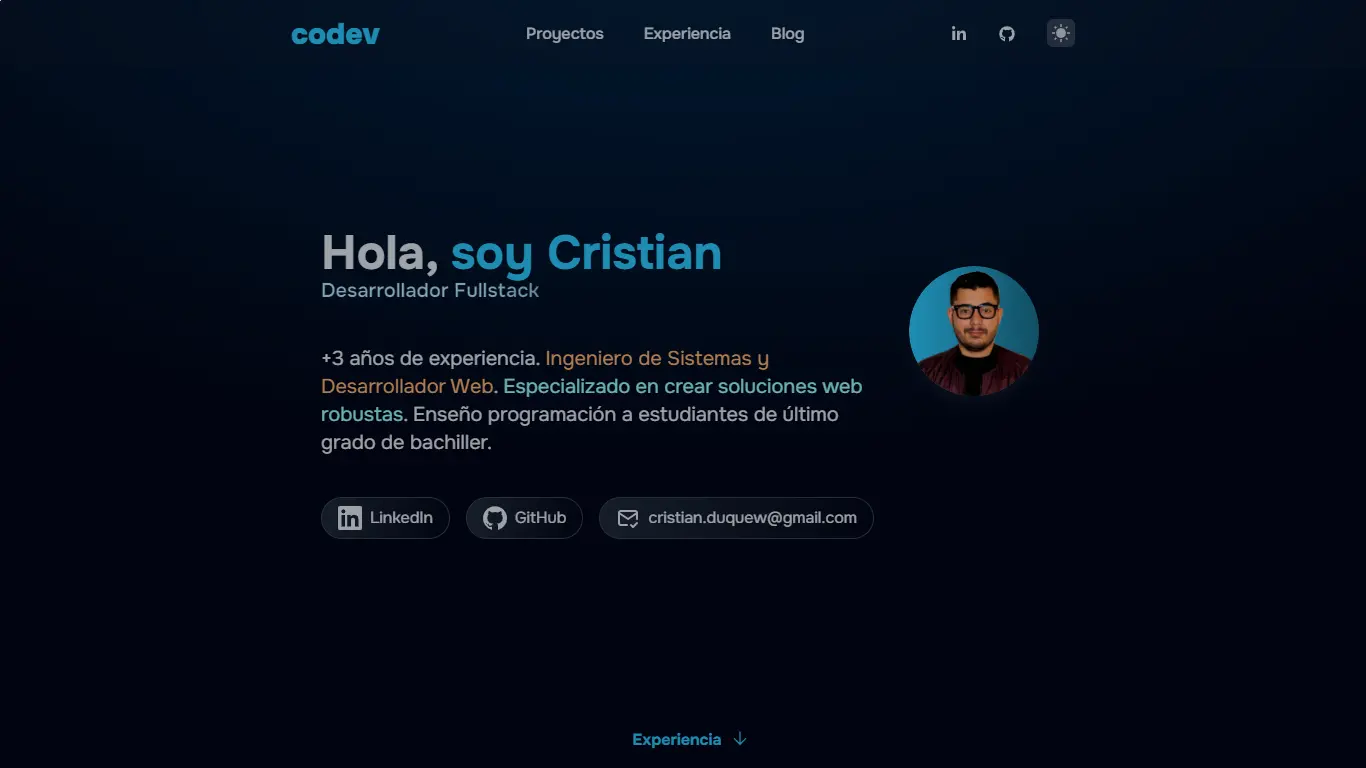 codev
Proyectos Experiencia Blog
Hola, soy Cristian
Desarrollador Fullstack
+3 años de experiencia. Ingeniero de Sistemas y
Desarrollador Web. Especializado en crear soluciones web
robustas. Enseño programación a estudiantes de último
grado de bachiller.
LinkedIn GitHub cristian.duquew@gmail.com
Experiencia ↓